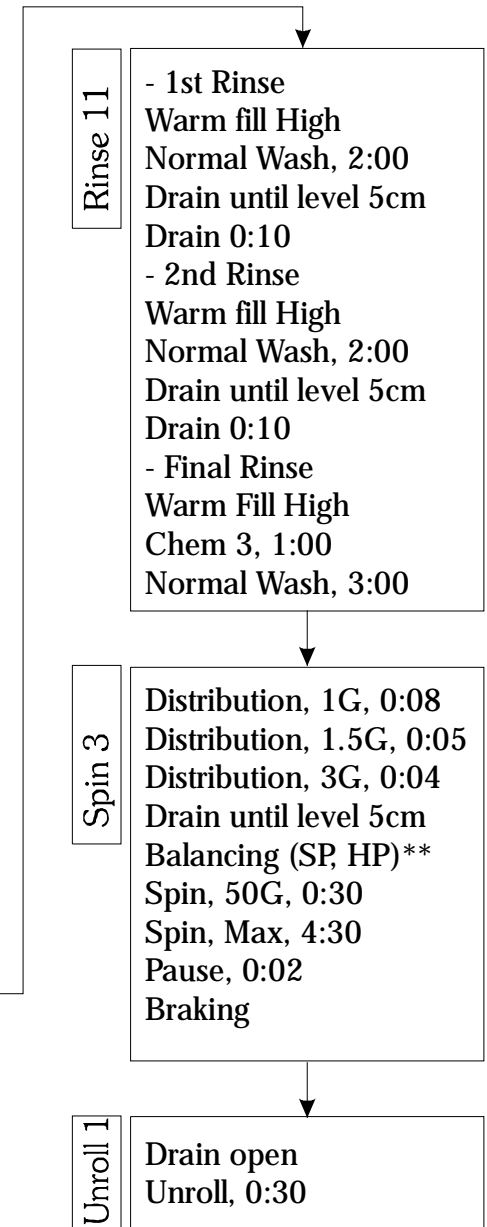 Rinse 11
- 1st Rinse
Warm fill High
Normal Wash, 2:00
Drain until level 5cm
Drain 0:10
- 2nd Rinse
Warm fill High
Normal Wash, 2:00
Drain until level 5cm
Drain 0:10
- Final Rinse
Warm Fill High
Chem 3, 1:00
Normal Wash, 3:00
Spin 3
Distribution, 1G, 0:08
Distribution, 1.5G, 0:05
Distribution, 3G, 0:04
Drain until level 5cm
Balancing (SP, HP)**
Spin, 50G, 0:30
Spin, Max, 4:30
Pause, 0:02
Braking
Unroll 1
Drain open
Unroll, 0:30